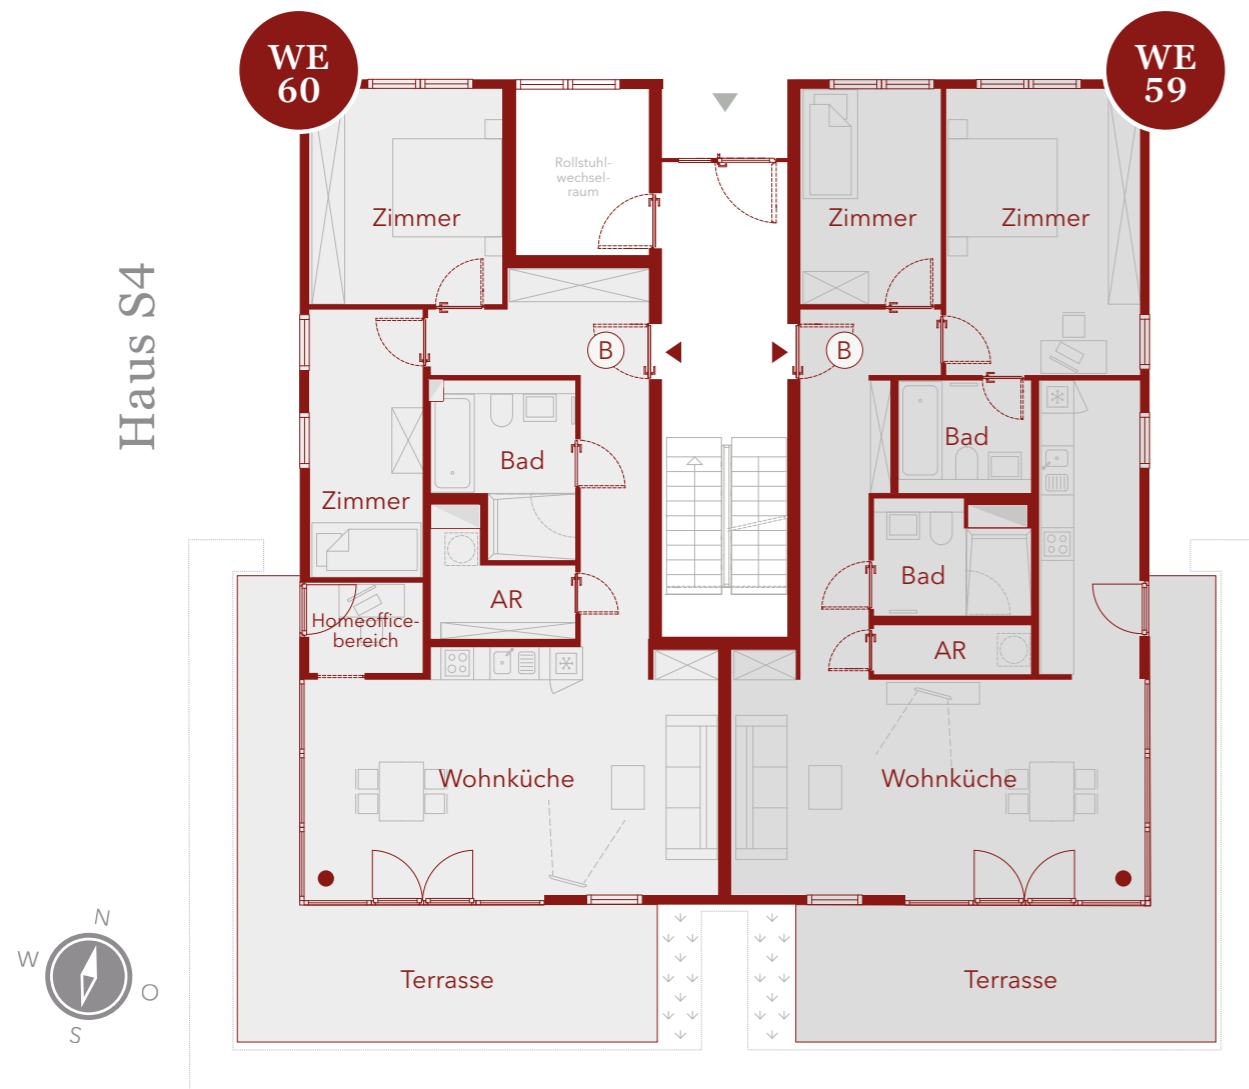 WE
60
WE
59
Rollstuhl-
wechsel-
raum
Zimmer
Zimmer
Zimmer
Haus S4
B
B
Bad
Bad
Zimmer
Bad
AR
Homeoffice-
bereich
AR
Wohnküche
Wohnküche
Terrasse
Terrasse
N
W
O
S